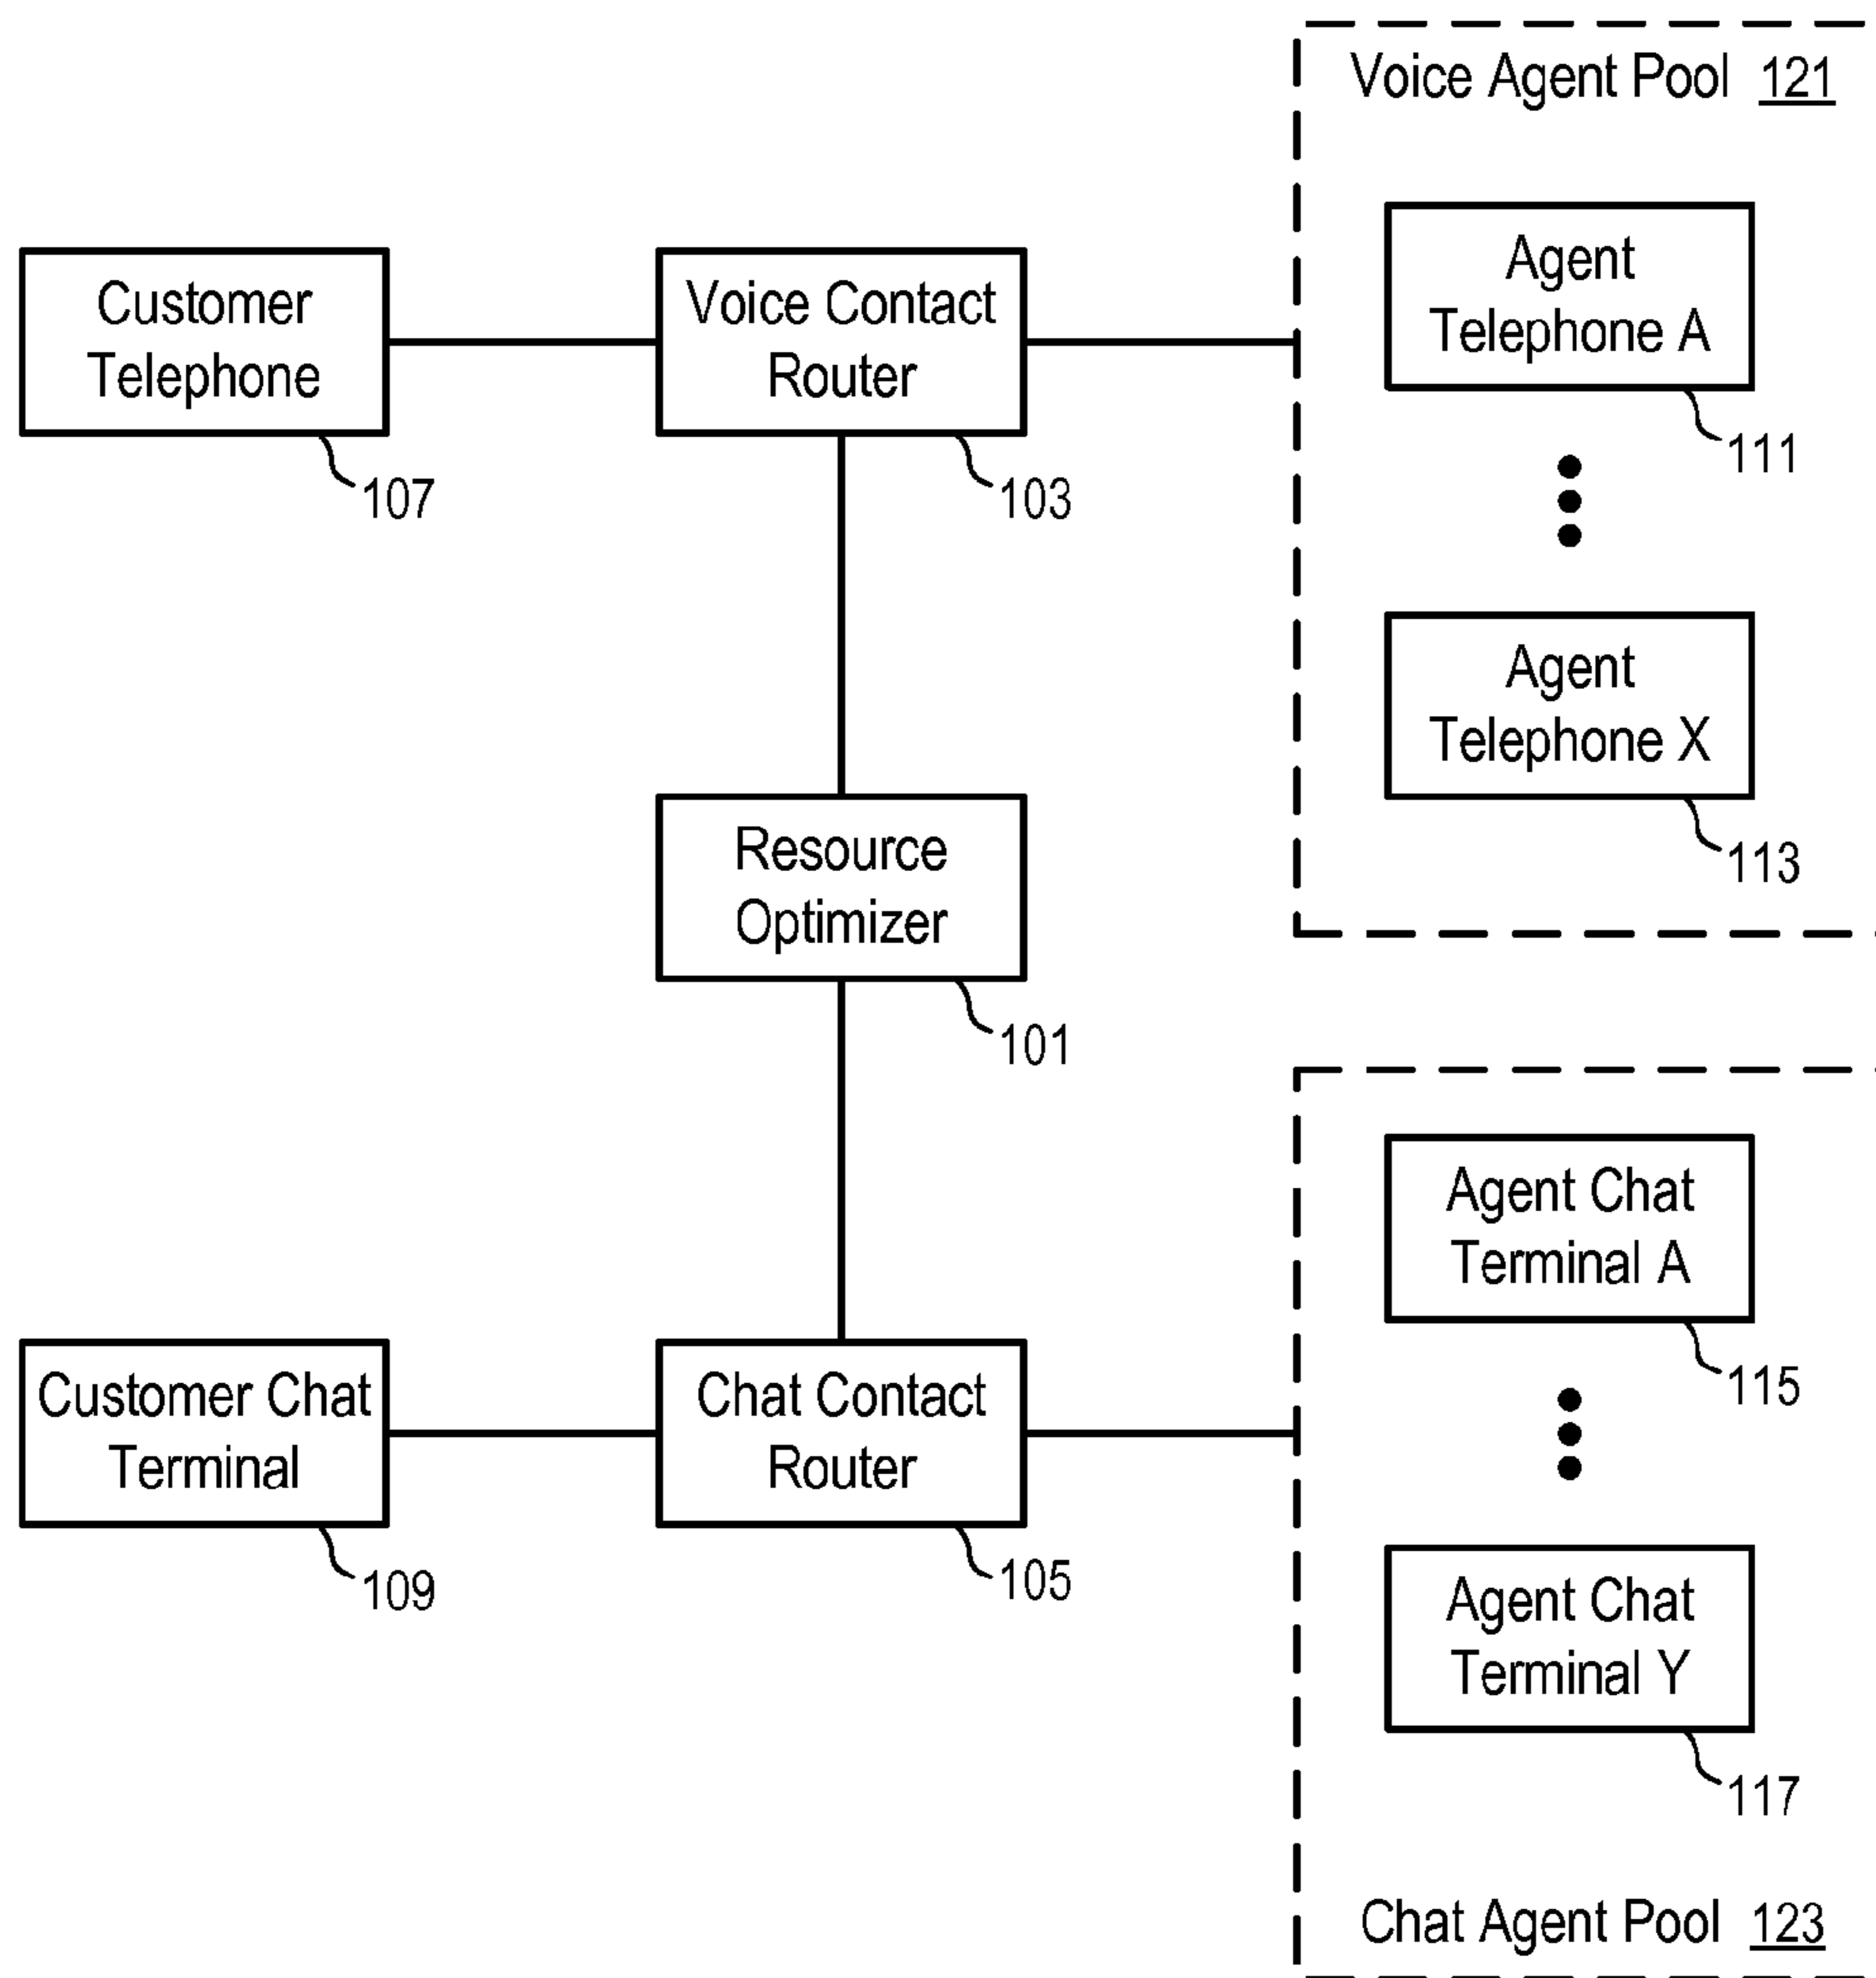 Voice Agent Pool 121
Customer
Telephone
107
Voice Contact
Router
103
Agent
Telephone A
111
Agent
Telephone X
113
Resource
Optimizer
101
Customer Chat
Terminal
109
Chat Contact
Router
105
Agent Chat
Terminal A
115
Agent Chat
Terminal Y
117
Chat Agent Pool 123